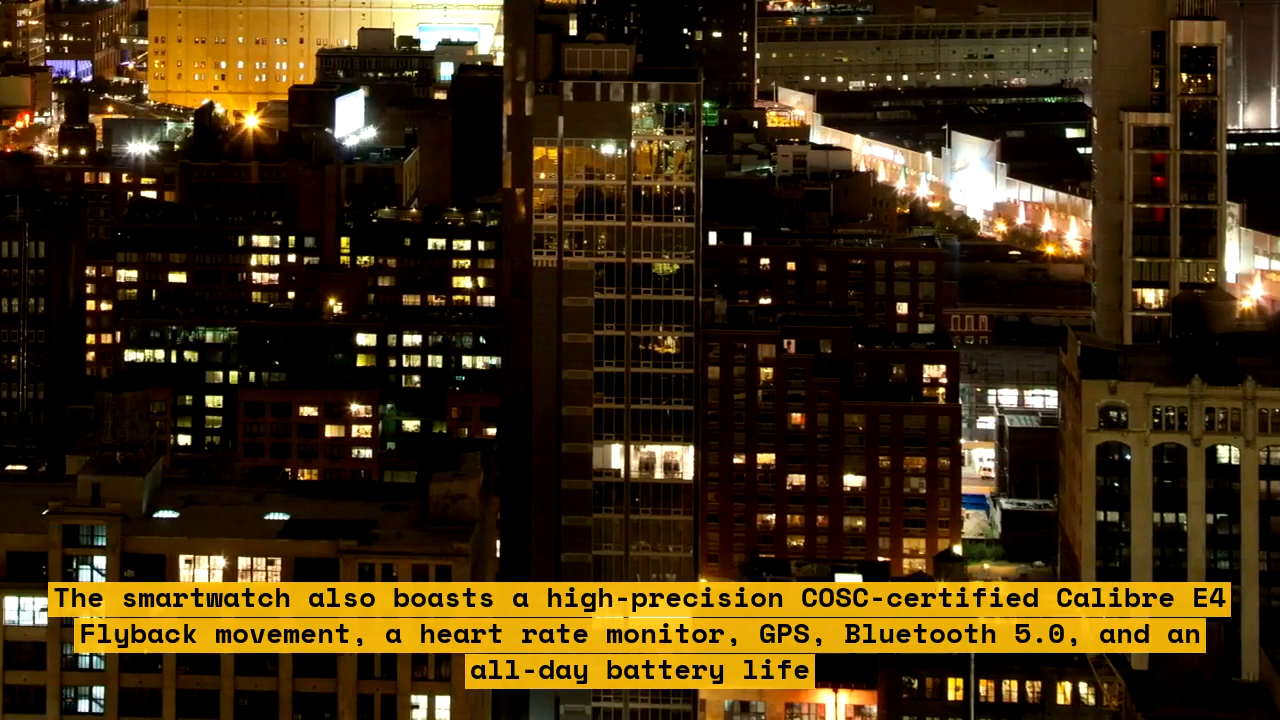 The smartwatch also boasts a high-precision COSC-certified Calibre E4
Flyback movement, a heart rate monitor, GPS, Bluetooth 5.0, and an
all-day battery life